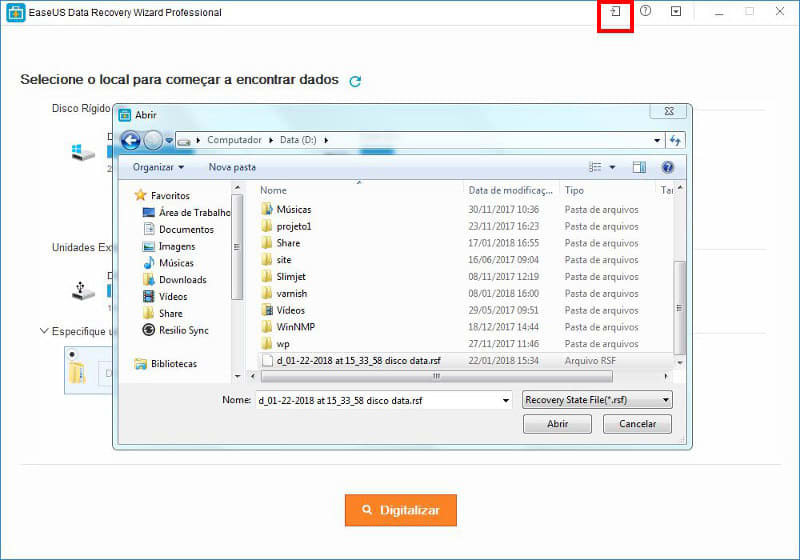 EaseUS Data Recovery Wizard Professional
Selecione o local para começar a encontrar dados
Disco Rígido
Abrir
Computador Data (D:)
Organizar Nova pasta
Nome Data de modificaç... Tipo
Favoritos
Área de Trabalho
Documentos
Imagens
Músicas
Downloads
Vídeos
Share
Resilio Sync
Bibliotecas
Músicas 30/11/2017 10:36 Pasta de arquivos
projeto1 23/11/2017 16:23 Pasta de arquivos
Share 17/01/2018 16:55 Pasta de arquivos
site 16/06/2017 09:04 Pasta de arquivos
Slimjet 08/11/2017 12:19 Pasta de arquivos
varnish 08/01/2018 16:00 Pasta de arquivos
Vídeos 29/05/2017 09:51 Pasta de arquivos
WinNMP 18/12/2017 14:44 Pasta de arquivos
wp 27/11/2017 11:46 Pasta de arquivos
d_01-22-2018 at 15_33_58 disco data.rsf 22/01/2018 15:34 Arquivo RSF
Nome: d_01-22-2018 at 15_33_58 disco data.rsf Recovery State File(*.rsf)
Abrir Cancelar
Unidades Ext
Especifique u
Digitalizar